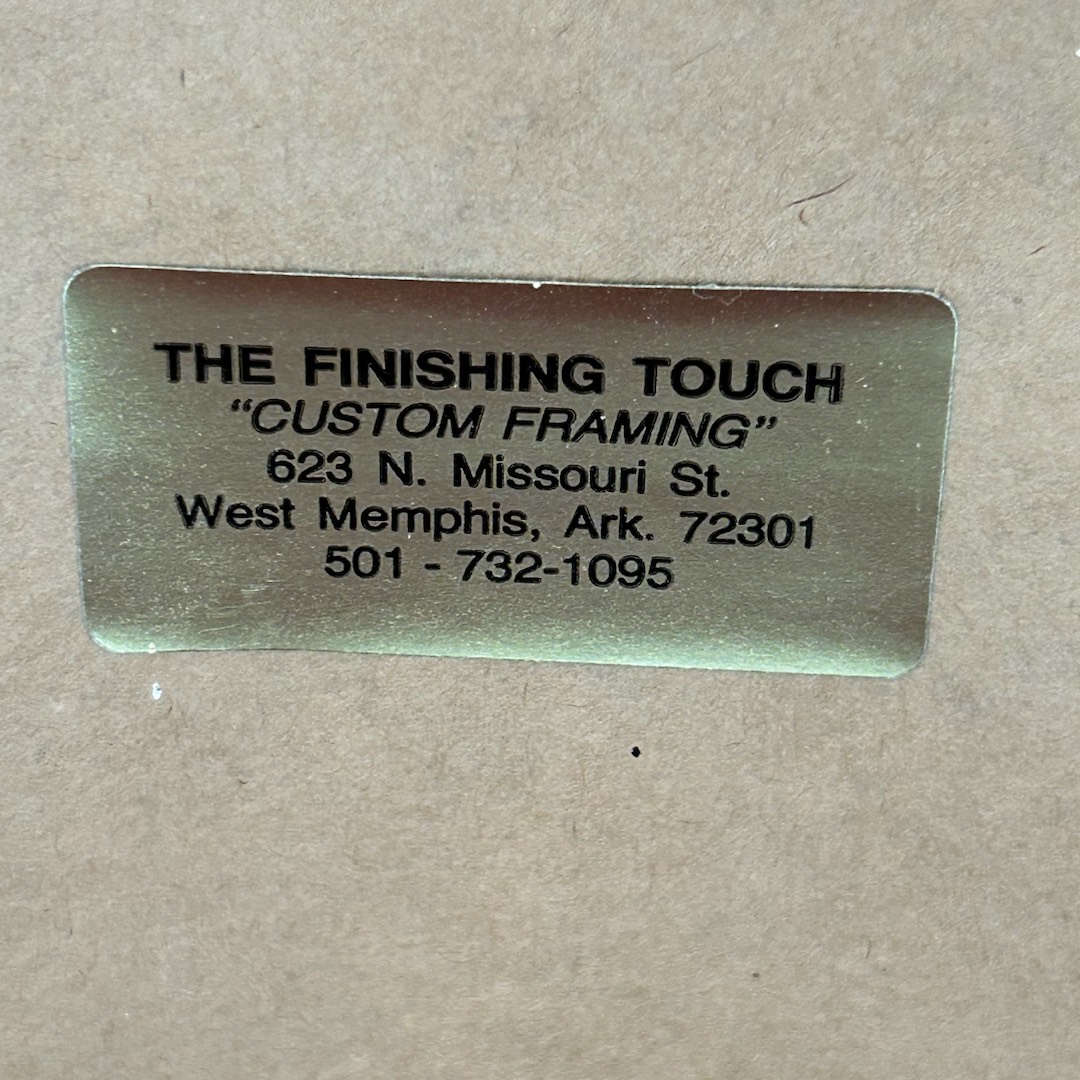 THE FINISHING TOUCH
“CUSTOM FRAMING”
623 N. Missouri St.
West Memphis, Ark. 72301
501 - 732-1095